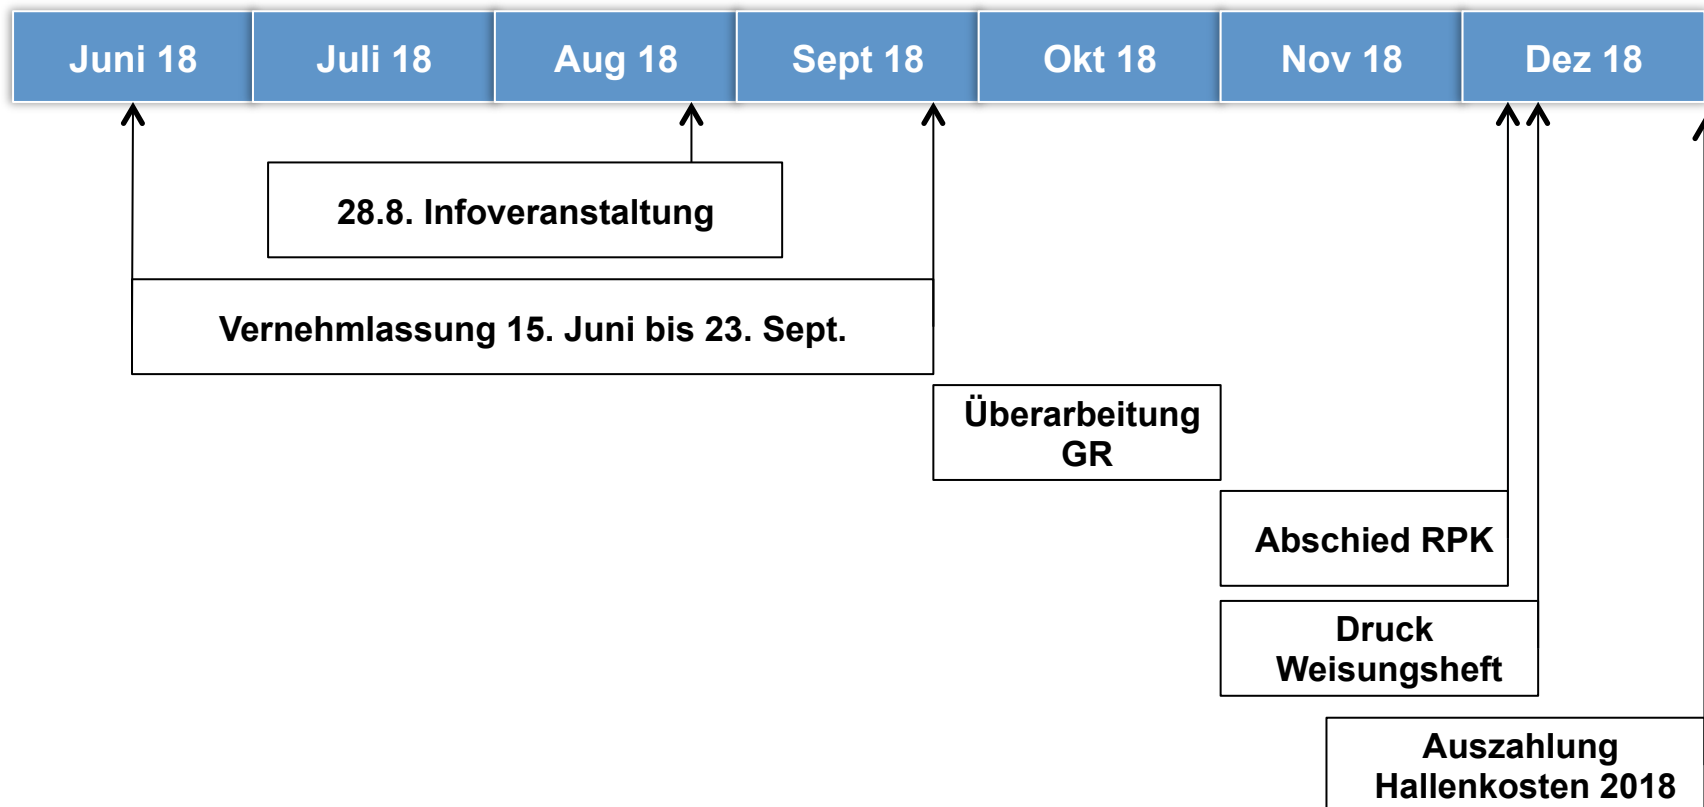 Juni 18
Juli 18
Aug 18
Sept 18
Okt 18
Nov 18
Dez 18
28.8. Infoveranstaltung
Vernehmlassung 15. Juni bis 23. Sept.
Überarbeitung
GR
Abschied RPK
Druck
Weisungsheft
Auszahlung
Hallenkosten 2018